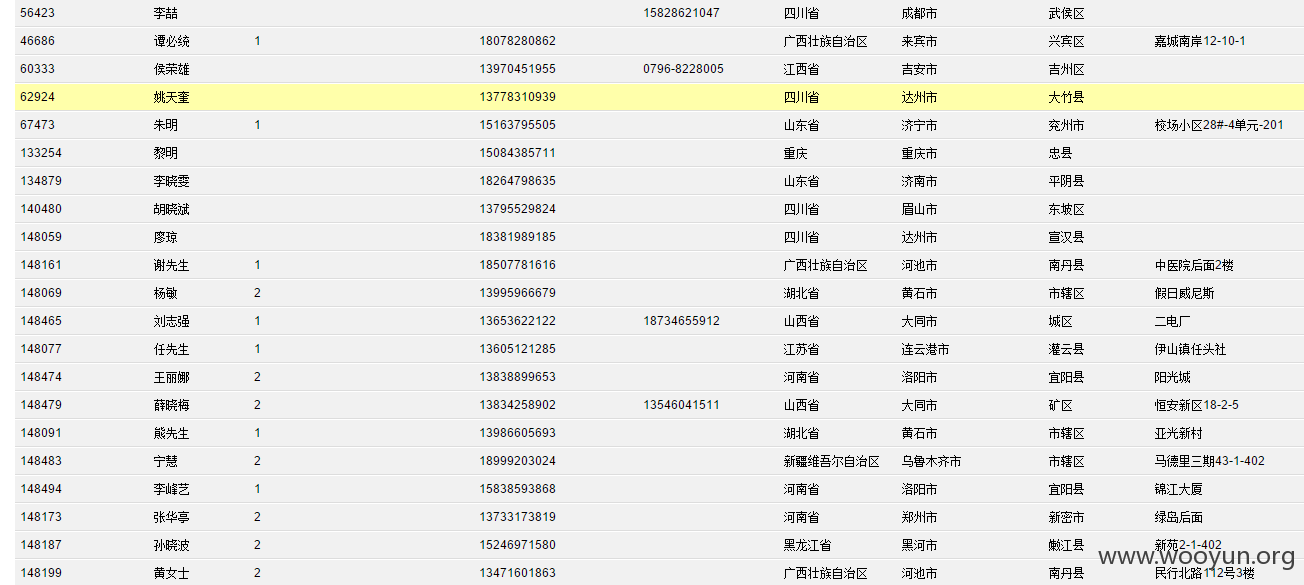 56423 李喆 15828621047 四川省 成都市 武侯区
46686 谭必统 1 18078280862 广西壮族自治区 来宾市 兴宾区 嘉城南岸12-10-1
60333 侯荣雄 13970451955 0796-8228005 江西省 吉安市 吉州区
62924 姚天奎 13778310939 四川省 达州市 大竹县
67473 朱明 1 15163795505 山东省 济宁市 兖州市 校场小区28#-4单元-201
133254 黎明 15084385711 重庆 重庆市 忠县
134879 李晓雯 18264798635 山东省 济南市 平阴县
140480 胡晓斌 13795529824 四川省 眉山市 东坡区
148059 廖琼 18381989185 四川省 达州市 宣汉县
148161 谢先生 1 18507781616 广西壮族自治区 河池市 南丹县 中医院后面2楼
148069 杨敏 2 13995966679 湖北省 黄石市 市辖区 假日威尼斯
148465 刘志强 1 13653622122 18734655912 山西省 大同市 城区 二电厂
148077 任先生 1 13605121285 江苏省 连云港市 灌云县 伊山镇任头社
148474 王丽娜 2 13838899653 河南省 洛阳市 宜阳县 阳光城
148479 薛晓梅 2 13834258902 13546041511 山西省 大同市 矿区 恒安新区18-2-5
148091 熊先生 1 13986605693 湖北省 黄石市 市辖区 亚光新村
148483 宁慧 2 18999203024 新疆维吾尔自治区 乌鲁木齐市 市辖区 马德里三期43-1-402
148494 李峰艺 1 15838593868 河南省 洛阳市 宜阳县 锦江大厦
148173 张华亭 2 13733173819 河南省 郑州市 新密市 绿岛后面
148187 孙晓波 2 15246971580 黑龙江省 黑河市 嫩江县 新苑2-1-402
www.wooyun.org
148199 黄女士 2 13471601863 广西壮族自治区 河池市 南丹县 民行北路112号3楼